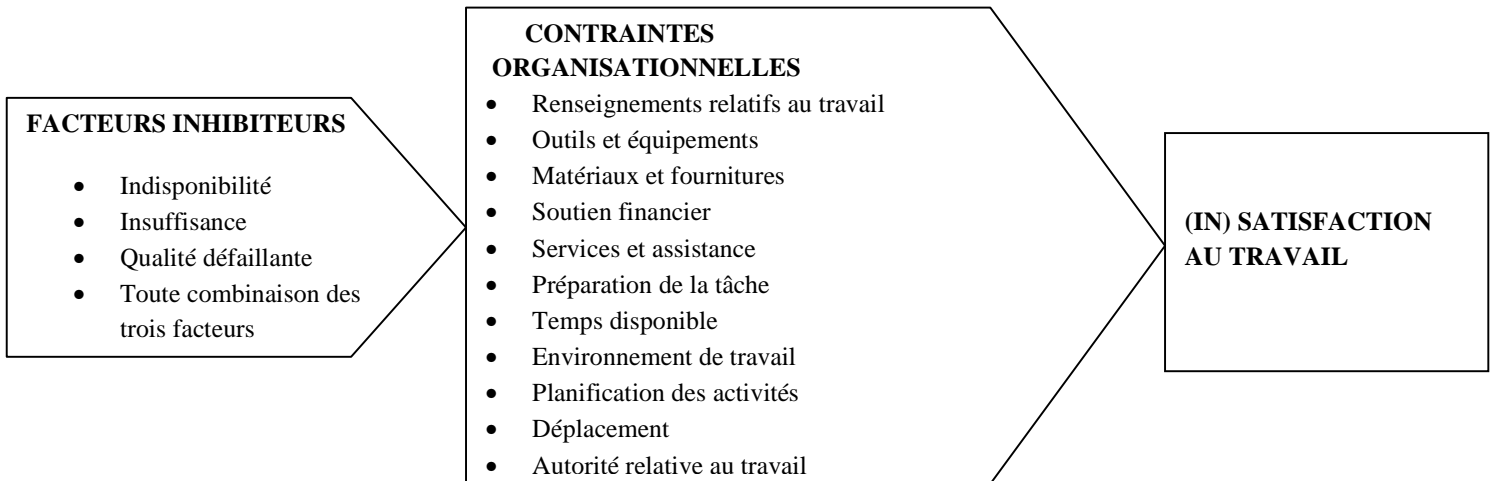 FACTEURS INHIBITEURS
• Indisponibilité
• Insuffisance
• Qualité défaillante
• Toute combinaison des
trois facteurs
CONTRAINTES
ORGANISATIONNELLES
• Renseignements relatifs au travail
• Outils et équipements
• Matériaux et fournitures
• Soutien financier
• Services et assistance
• Préparation de la tâche
• Temps disponible
• Environnement de travail
• Planification des activités
• Déplacement
• Autorité relative au travail
(IN) SATISFACTION
AU TRAVAIL